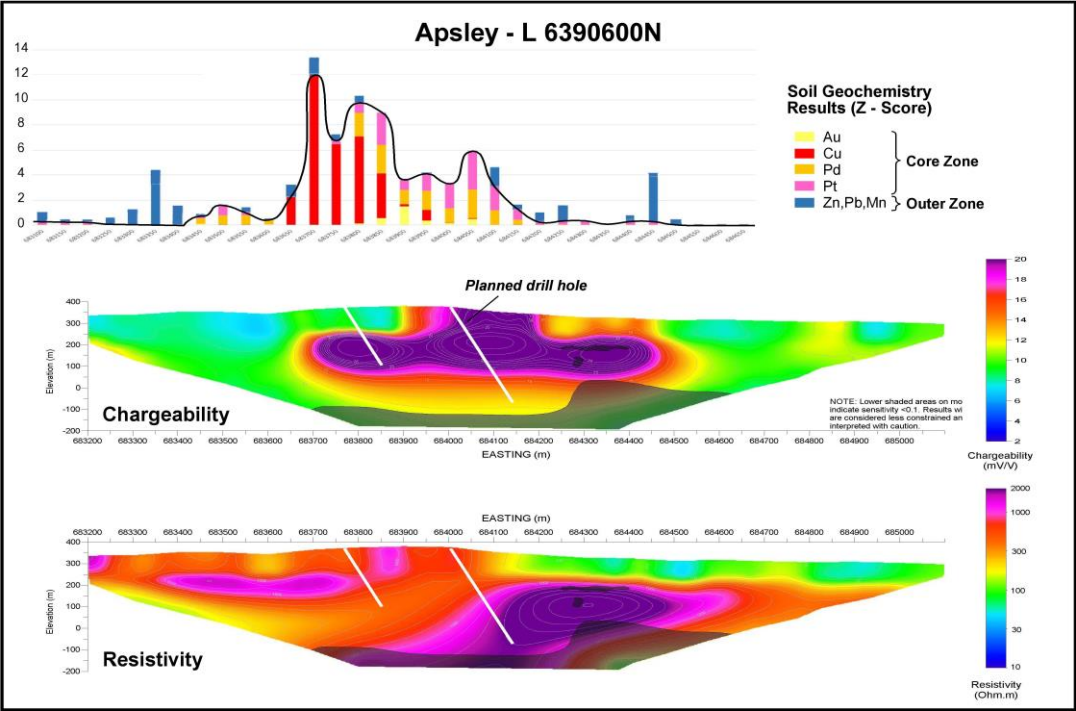 Apsley - L 6390600N
14
12
10
8
6
4
2
0
Soil Geochemistry
Results (Z - Score)
Au
Cu
Pd
Pt
Zn,Pb,Mn
Core Zone
Outer Zone
Planned drill hole
400
300
200
100
0
-100
-200
Elevation (m)
Chargeability
NOTE: Lower shaded areas on mo
indicate sensitivity <0.1. Results wi
are considered less constrained an
interpreted with caution.
683200 683300 683400 683500 683600 683700 683800 683900 684000 684100 684200 684300 684400 684500 684600 684700 684800 684900 685000
EASTING (m)
20
18
16
14
12
10
8
6
4
2
Chargeability
(mV/V)
EASTING (m)
683200 683300 683400 683500 683600 683700 683800 683900 684000 684100 684200 684300 684400 684500 684600 684700 684800 684900 685000
400
300
200
100
0
-100
-200
Elevation (m)
Resistivity
2000
1000
300
100
30
10
Resistivity
(Ohm.m)